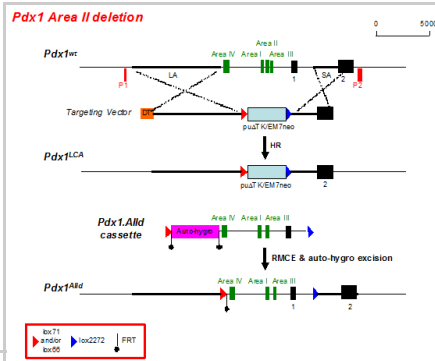 Pdx1 Area II deletion
0 5000
Area II
Area IV Area I Area III
Pdx1wt
LA SA
1 2
P1 P2
Targeting Vector DT
puΔTK/EM7neo
HR
Pdx1LCA
puΔTK/EM7neo
2
Pdx1.AIId
cassette
Auto-hygro
Area IV Area I Area III
1
RMCE & auto-hygro excision
Pdx1AIId
Area IV Area I Area III
1 2
lox71
and/or
lox66
lox2272
FRT